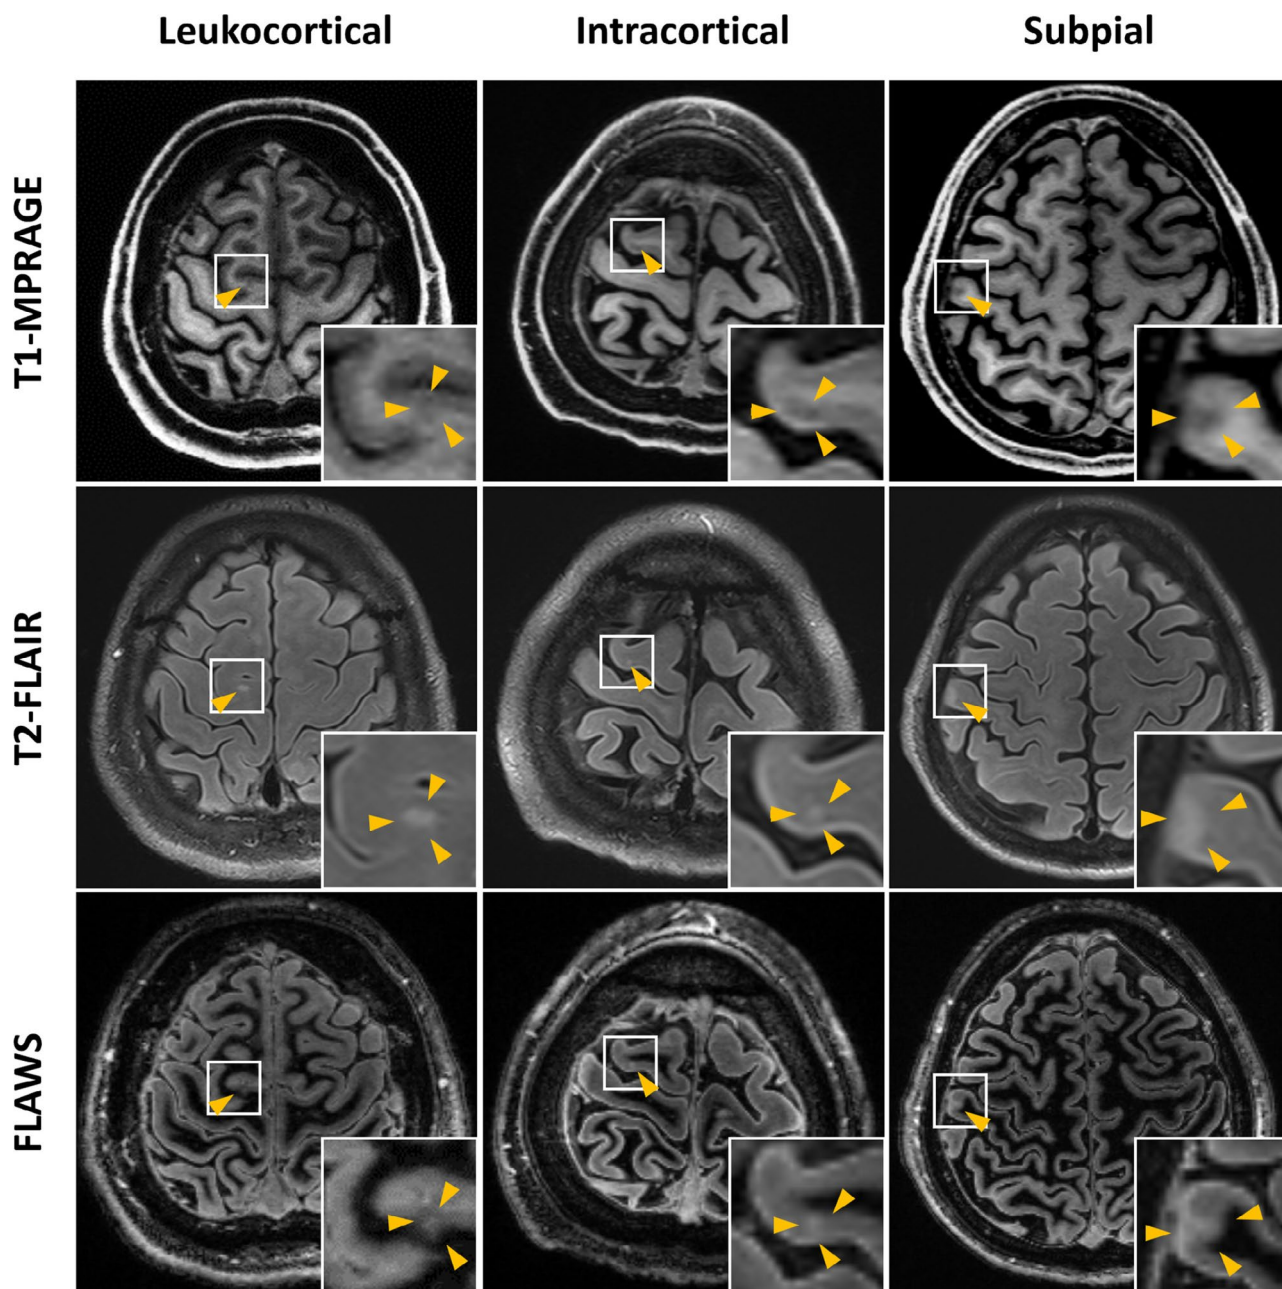 Leukocortical
Intracortical
Subpial
T1-MPRAGE
T2-FLAIR
FLAWS